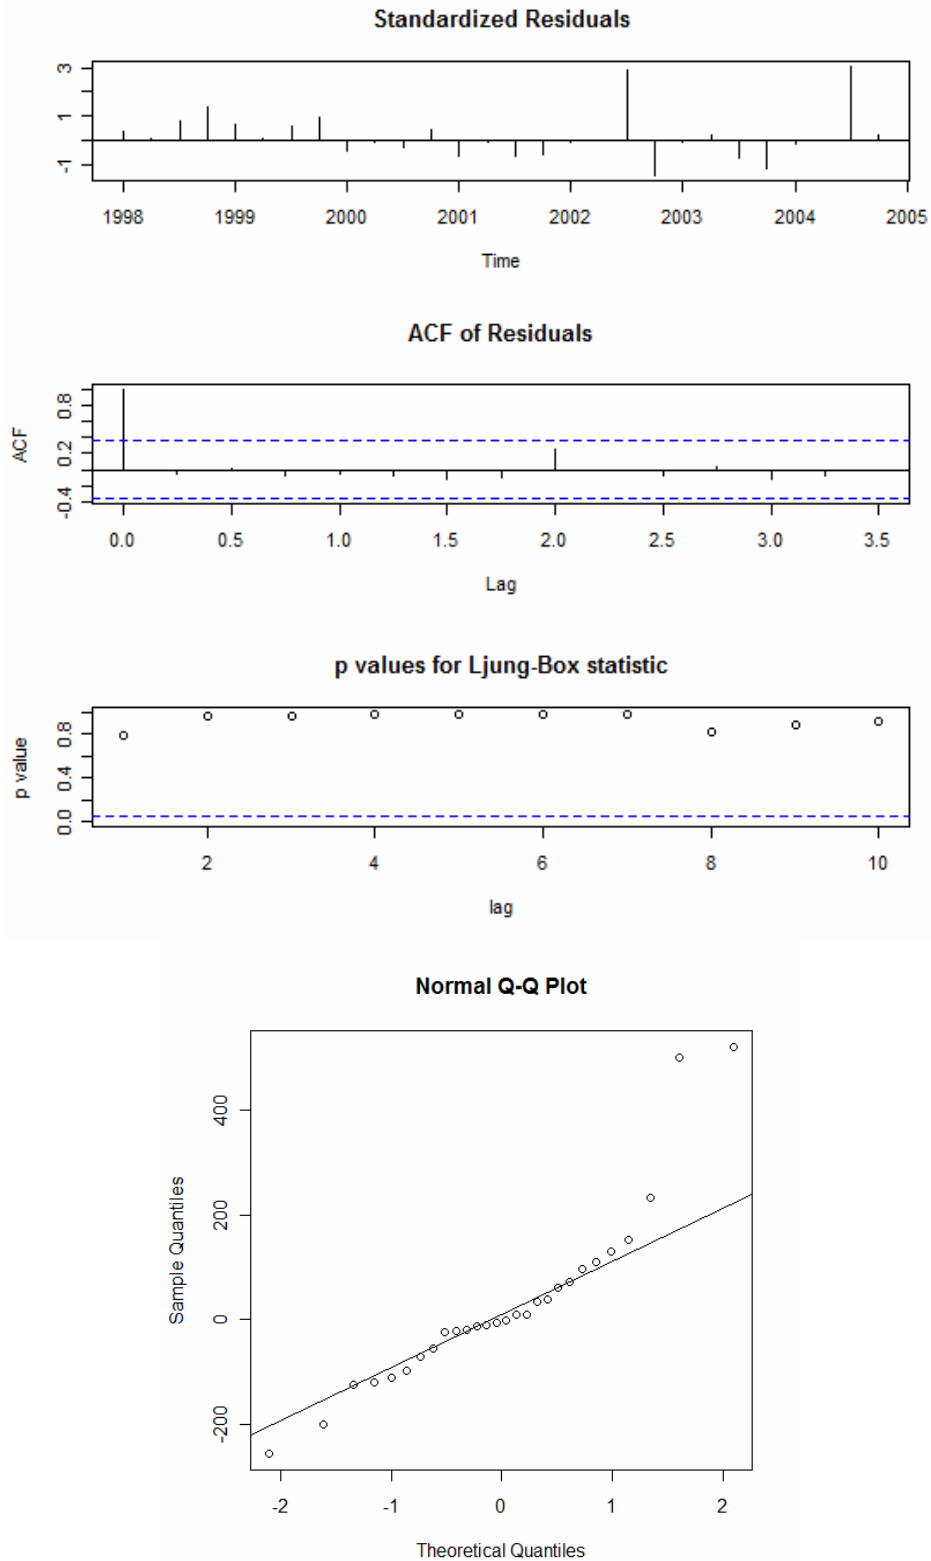 Standardized Residuals
3
1
-1
1998 1999 2000 2001 2002 2003 2004 2005
Time
ACF of Residuals
ACF
0.8
0.2
-0.4
0.0 0.5 1.0 1.5 2.0 2.5 3.0 3.5
Lag
p values for Ljung-Box statistic
p value
0.8
0.4
0.0
2 4 6 8 10
lag
Normal Q-Q Plot
Sample Quantiles
400
200
0
-200
-2 -1 0 1 2
Theoretical Quantiles